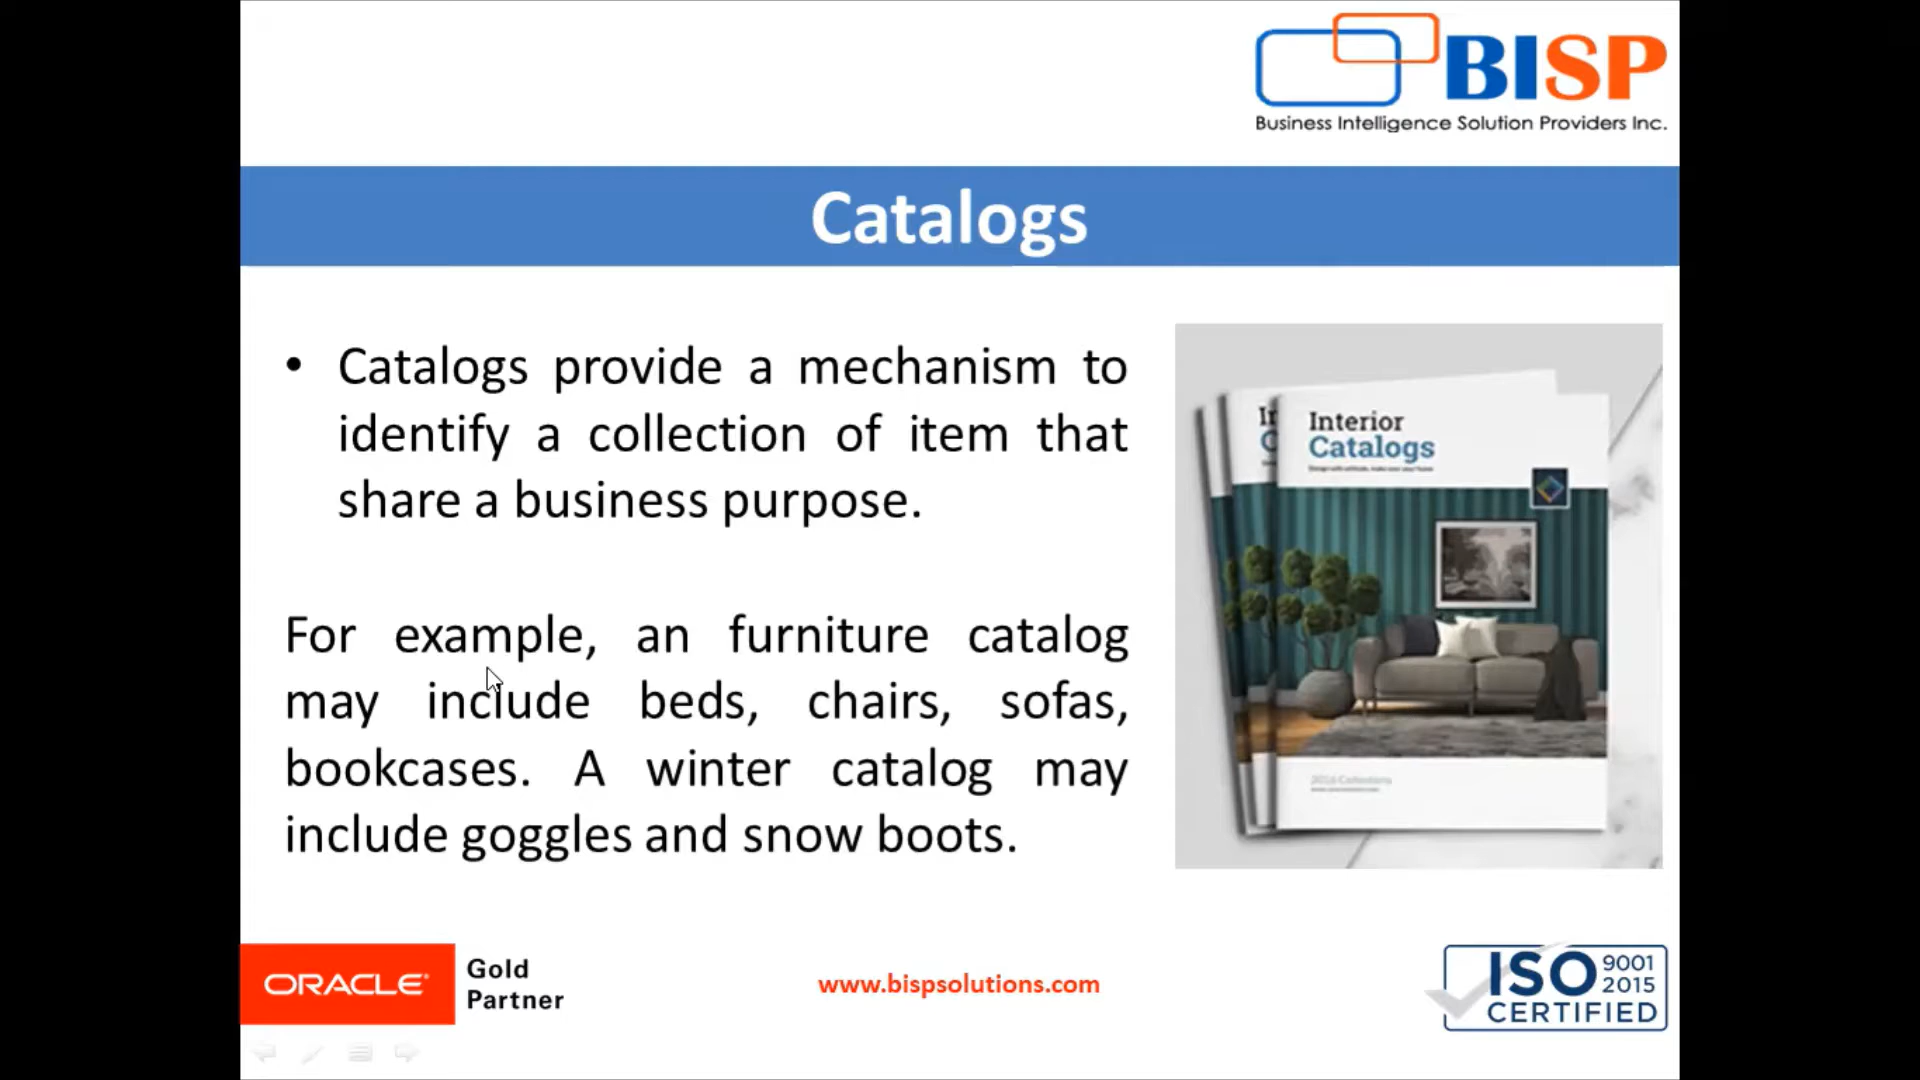 BISP
Business Intelligence Solution Providers Inc.
Catalogs
• Catalogs provide a mechanism to
identify a collection of item that
share a business purpose.
For example, an furniture catalog
may include beds, chairs, sofas,
bookcases. A winter catalog may
include goggles and snow boots.
Interior
Catalogs
ORACLE
Gold
Partner
www.bispsolutions.com
ISO 9001
2015
CERTIFIED